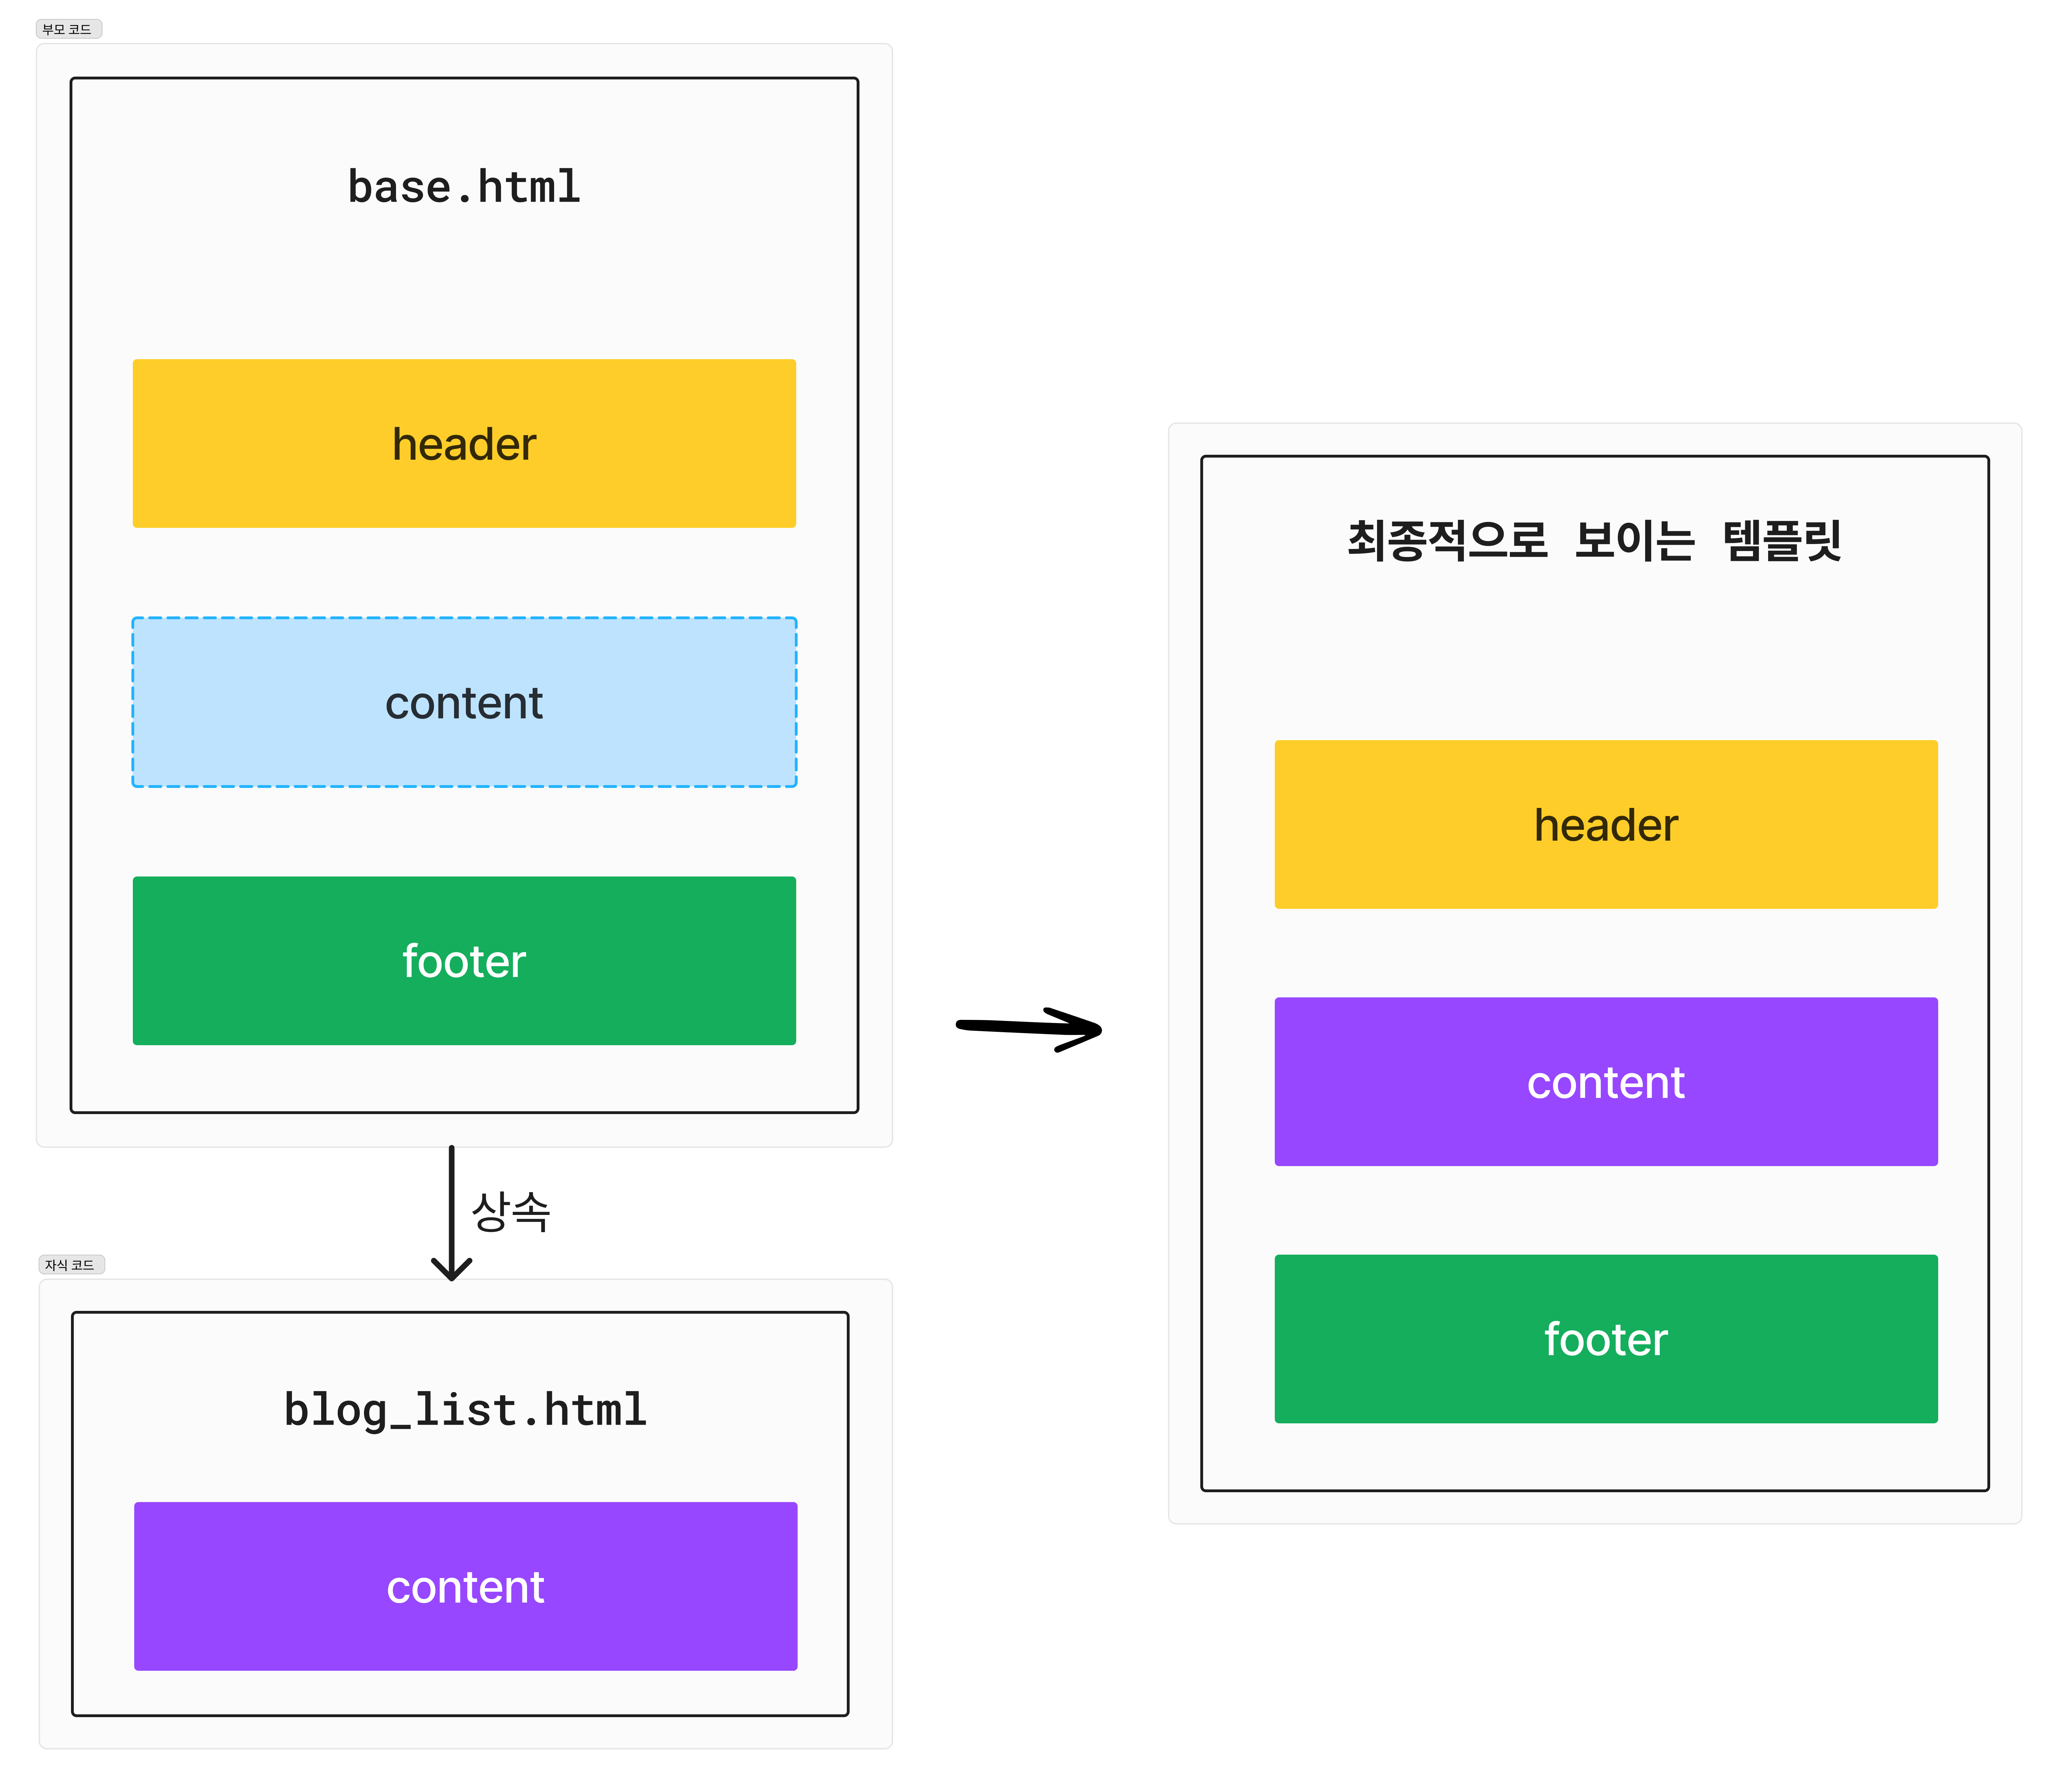 부모 코드
base.html
header
content
footer
상속
자식 코드
blog_list.html
content
최종적으로 보이는 템플릿
header
content
footer